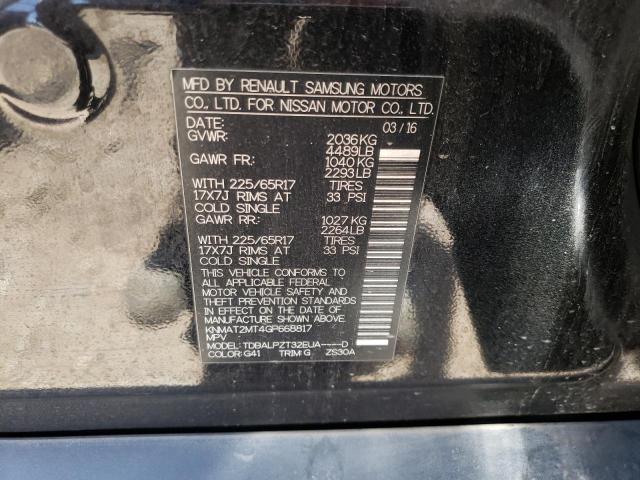 MFD BY RENAULT SAMSUNG MOTORS
CO., LTD. FOR NISSAN MOTOR CO., LTD.
DATE: 03/16
GVWR: 2036KG
4489LB
GAWR FR: 1040KG
2293LB
WITH 225/65R17 TIRES
17X7J RIMS AT 33 PSI
COLD SINGLE
GAWR RR: 1027KG
2264LB
WITH 225/65R17 TIRES
17X7J RIMS AT 33 PSI
COLD SINGLE
THIS VEHICLE CONFORMS TO
ALL APPLICABLE FEDERAL
MOTOR VEHICLE SAFETY AND
THEFT PREVENTION STANDARDS
IN EFFECT ON THE DATE OF
MANUFACTURE SHOWN ABOVE.
KNMAT2MT4GP668817
MPV
MODEL: TDBALPZT32EUA----D
COLOR: G41 TRIM: G ZS30A